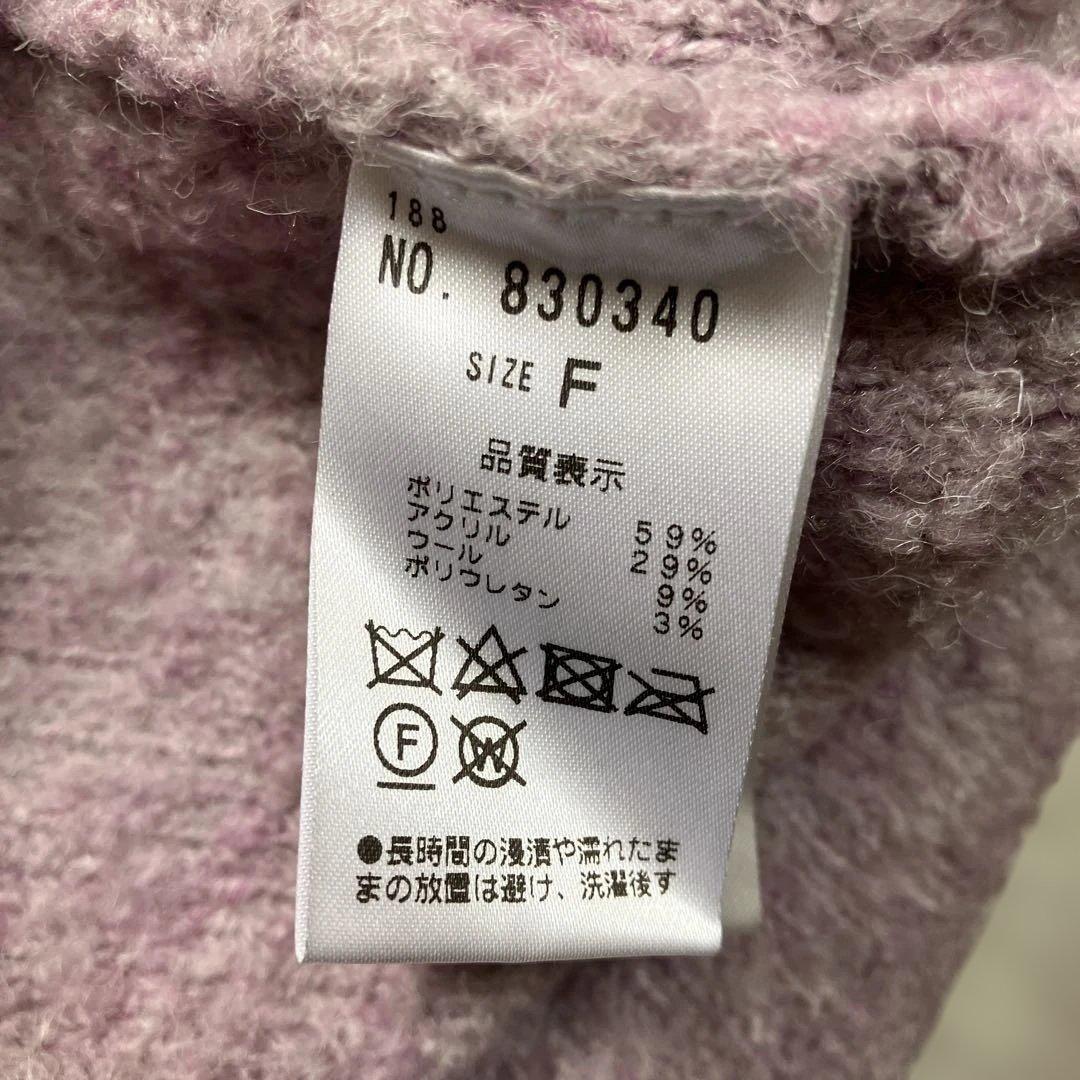 188
NO. 830340
SIZE F
品質表示
ポリエステル 59%
アクリル 29%
ウール 9%
ポリウレタン 3%
F W
●長時間の浸漬や濡れたま
まの放置は避け、洗濯後す